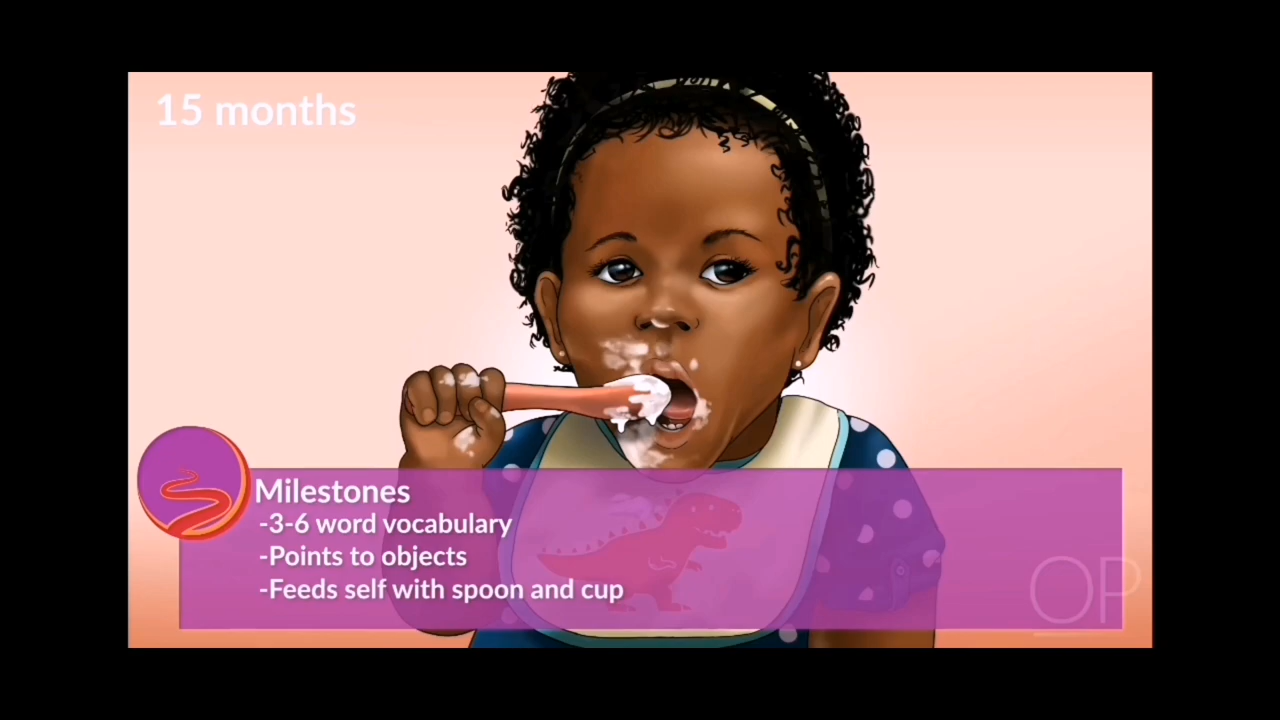 15 months
Milestones
-3-6 word vocabulary
-Points to objects
-Feeds self with spoon and cup
OP